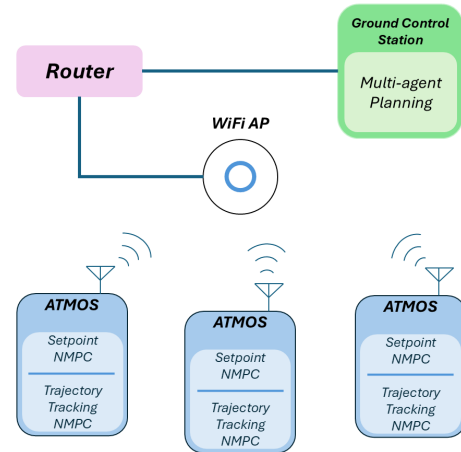 Ground Control
Station
Router
Multi-agent
Planning
WiFi AP
ATMOS
Setpoint
NMPC
Trajectory
Tracking
NMPC
ATMOS
Setpoint
NMPC
Trajectory
Tracking
NMPC
ATMOS
Setpoint
NMPC
Trajectory
Tracking
NMPC